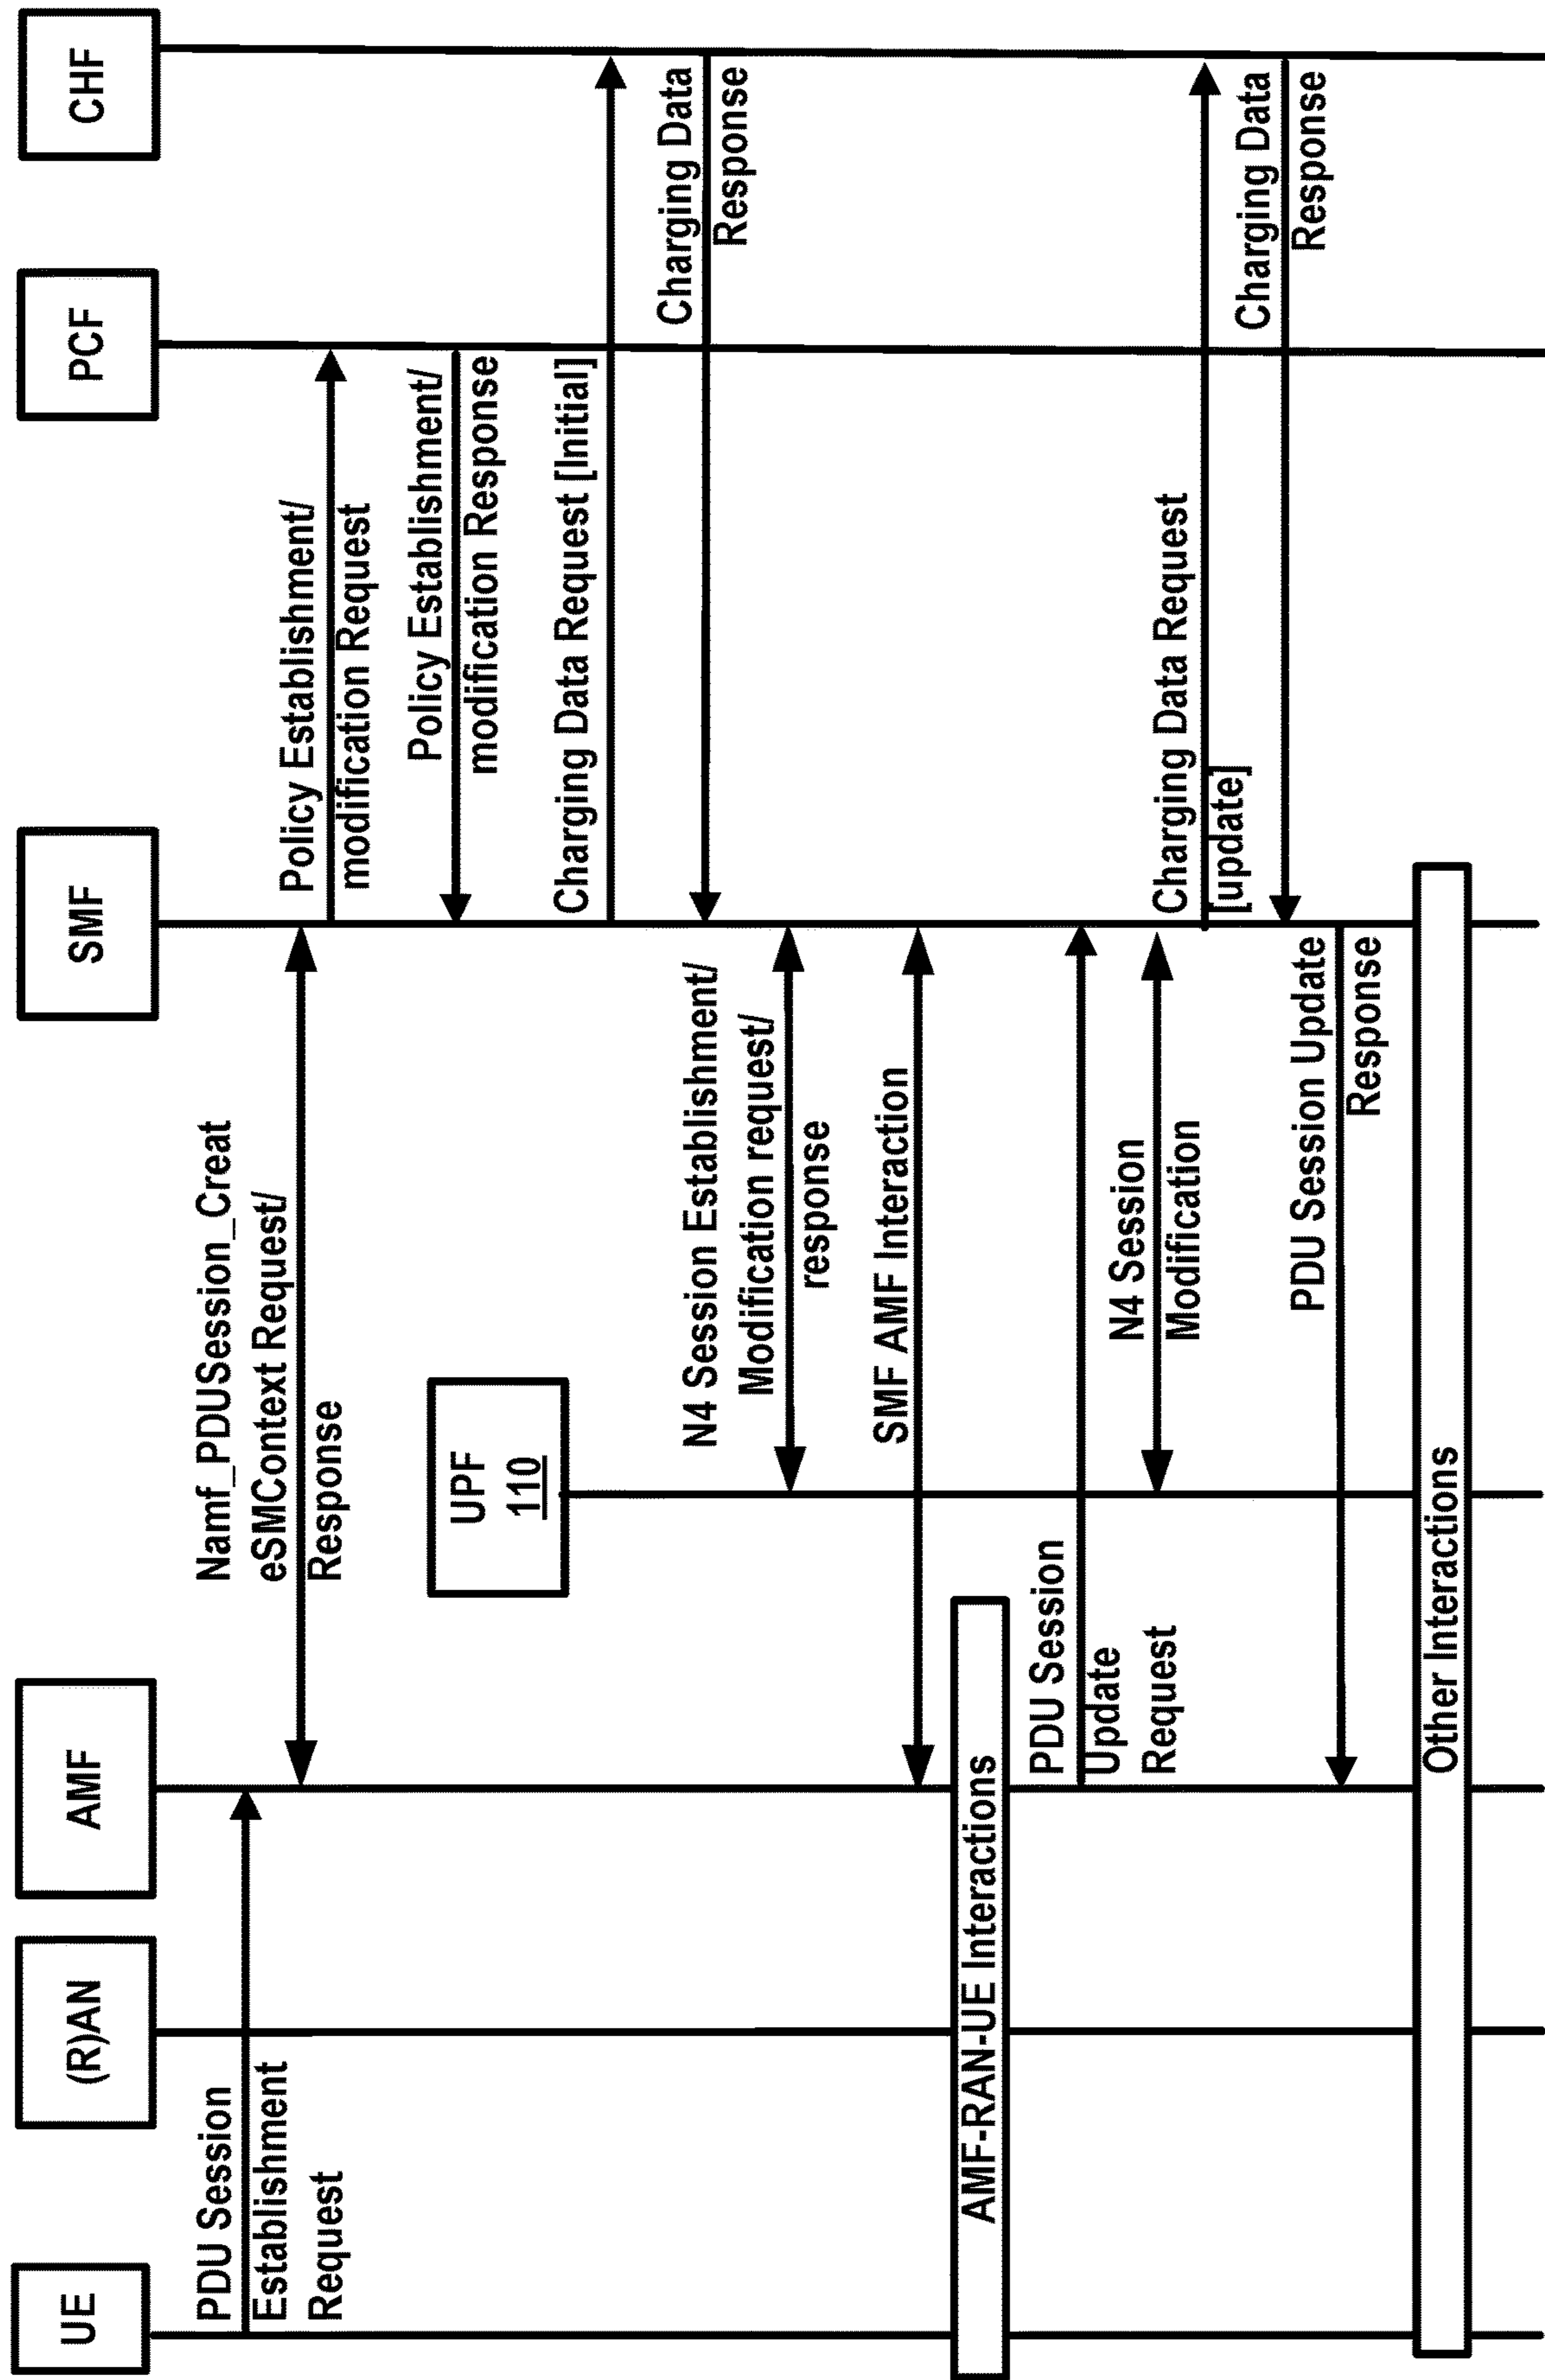 UE
(R)AN
AMF
SMF
PCF
CHF
PDU Session
Establishment
Request
Namf_PDUSession_Creat
eSMContext Request/
Response
Policy Establishment/
modification Request
Policy Establishment/
modification Response
UPF
110
Charging Data Request [Initial]
Charging Data
Response
N4 Session Establishment/
Modification request/
response
SMF AMF Interaction
AMF-RAN-UE Interactions
PDU Session
Update
Request
N4 Session
Modification
Charging Data Request
[update]
Charging Data
Response
PDU Session Update
Response
Other Interactions